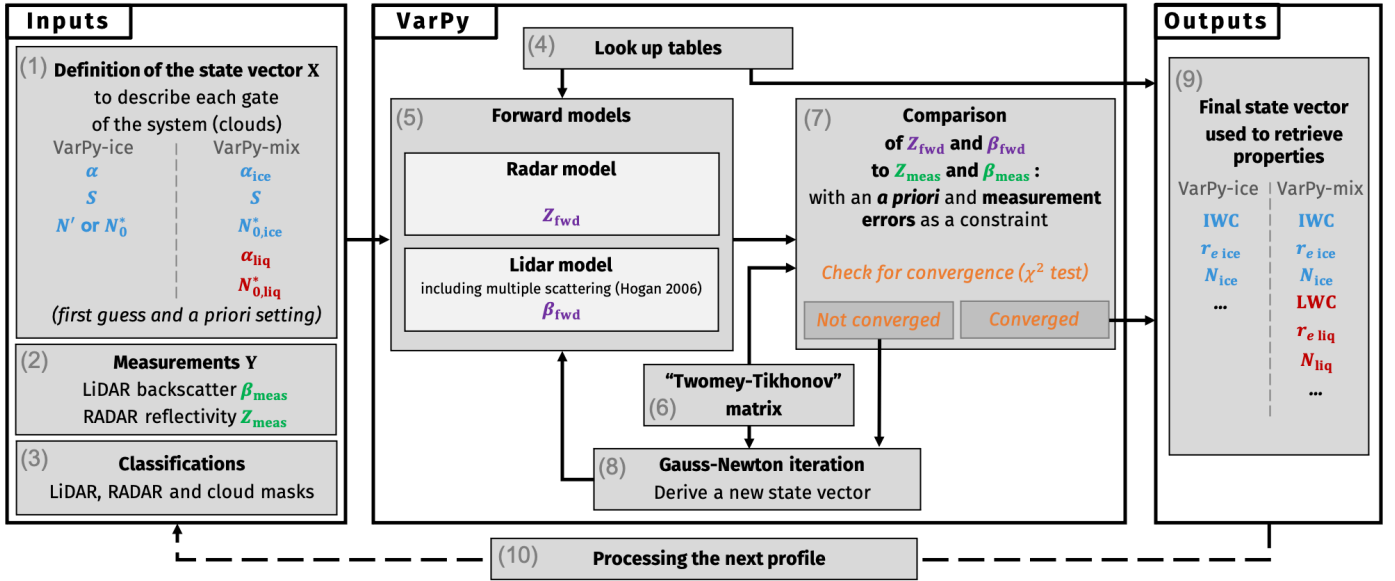 Inputs
(1) Definition of the state vector X
to describe each gate
of the system (clouds)
VarPy-ice VarPy-mix
α α_ice
S S
N′ or N₀* N*₀,ice
α_liq
N*₀,liq
(first guess and a priori setting)
(2) Measurements Y
LiDAR backscatter β_meas
RADAR reflectivity Z_meas
(3) Classifications
LiDAR, RADAR and cloud masks
VarPy
(4) Look up tables
(5) Forward models
Radar model
Z_fwd
Lidar model
including multiple scattering (Hogan 2006)
β_fwd
“Twomey-Tikhonov”
(6) matrix
(7) Comparison
of Z_fwd and β_fwd
to Z_meas and β_meas :
with an a priori and measurement
errors as a constraint
Check for convergence (χ² test)
Not converged Converged
(8) Gauss-Newton iteration
Derive a new state vector
Outputs
(9)
Final state vector
used to retrieve
properties
VarPy-ice VarPy-mix
IWC IWC
r_e ice r_e ice
N_ice N_ice
... LWC
r_e liq
N_liq
...
(10) Processing the next profile